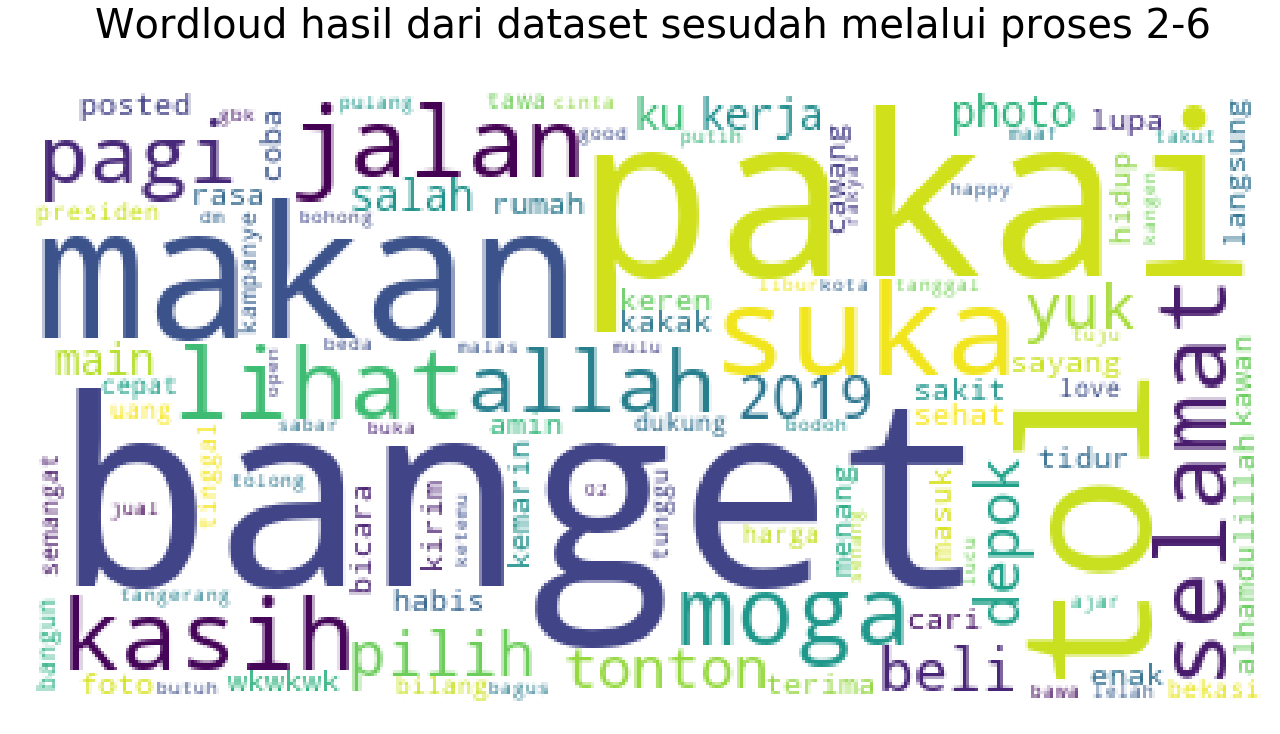 Wordloud hasil dari dataset sesudah melalui proses 2-6
posted
gbk
pulang
tawa
cinta
ku
kerja
photo
lupa
pagi
coba
jalan
good
putih
cawang
rakyat
pakai
maaf
takut
langsung
rasa
salah
rumah
happy
hidup
kangen
presiden
dm
bohong
makan
kampanye
libur
kota
tanggal
keren
kakak
suka
yuk
tuju
selamat
main
beda
malas
mulu
sayang
cepat
lihat
open
allah
2019
sakit
love
kawan
uang
sabar
buka
amin
dukung
bodoh
sehat
tol
banget
tinggal
tolong
semangat
jual
bicara
kirim
ketemu
kemarin
02
tunggu
harga
menang
senang
masuk
lucu
depok
tidur
alhamdulillah
ajar
tangerang
habis
moga
cari
bangun
kasih
pilih
tonton
terima
beli
enak
foto
butuh
wkwkwk
bilang
bagus
bawa
lelah
bekasi